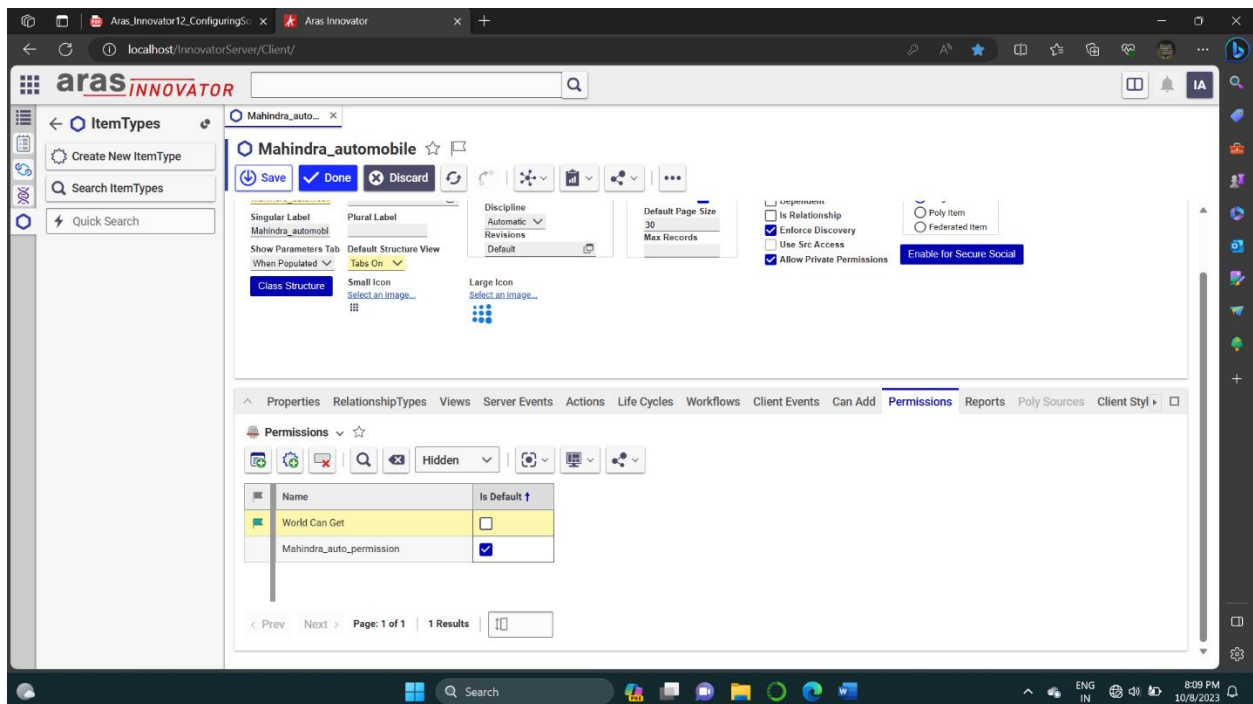 Aras_Innovator12_ConfiguringSo
Aras Innovator
localhost/InnovatorServer/Client/
aras INNOVATOR
IA
ItemTypes
Create New ItemType
Search ItemTypes
Quick Search
Mahindra_auto...
Mahindra_automobile
Save Done Discard
Singular Label Plural Label
Mahindra_automobi
Show Parameters Tab Default Structure View
When Populated Tabs On
Class Structure
Small Icon
Select an image...
Discipline
Automatic
Revisions
Default
Large Icon
Select an image...
Default Page Size
30
Max Records
Dependent
Is Relationship
Enforce Discovery
Use Src Access
Allow Private Permissions
Poly Item
Federated Item
Enable for Secure Social
Properties RelationshipTypes Views Server Events Actions Life Cycles Workflows Client Events Can Add Permissions Reports Poly Sources Client Styl
Permissions
Hidden
Name Is Default
World Can Get
Mahindra_auto_permission
Prev Next Page: 1 of 1 1 Results
Search
ENG
IN
8:09 PM
10/8/2023